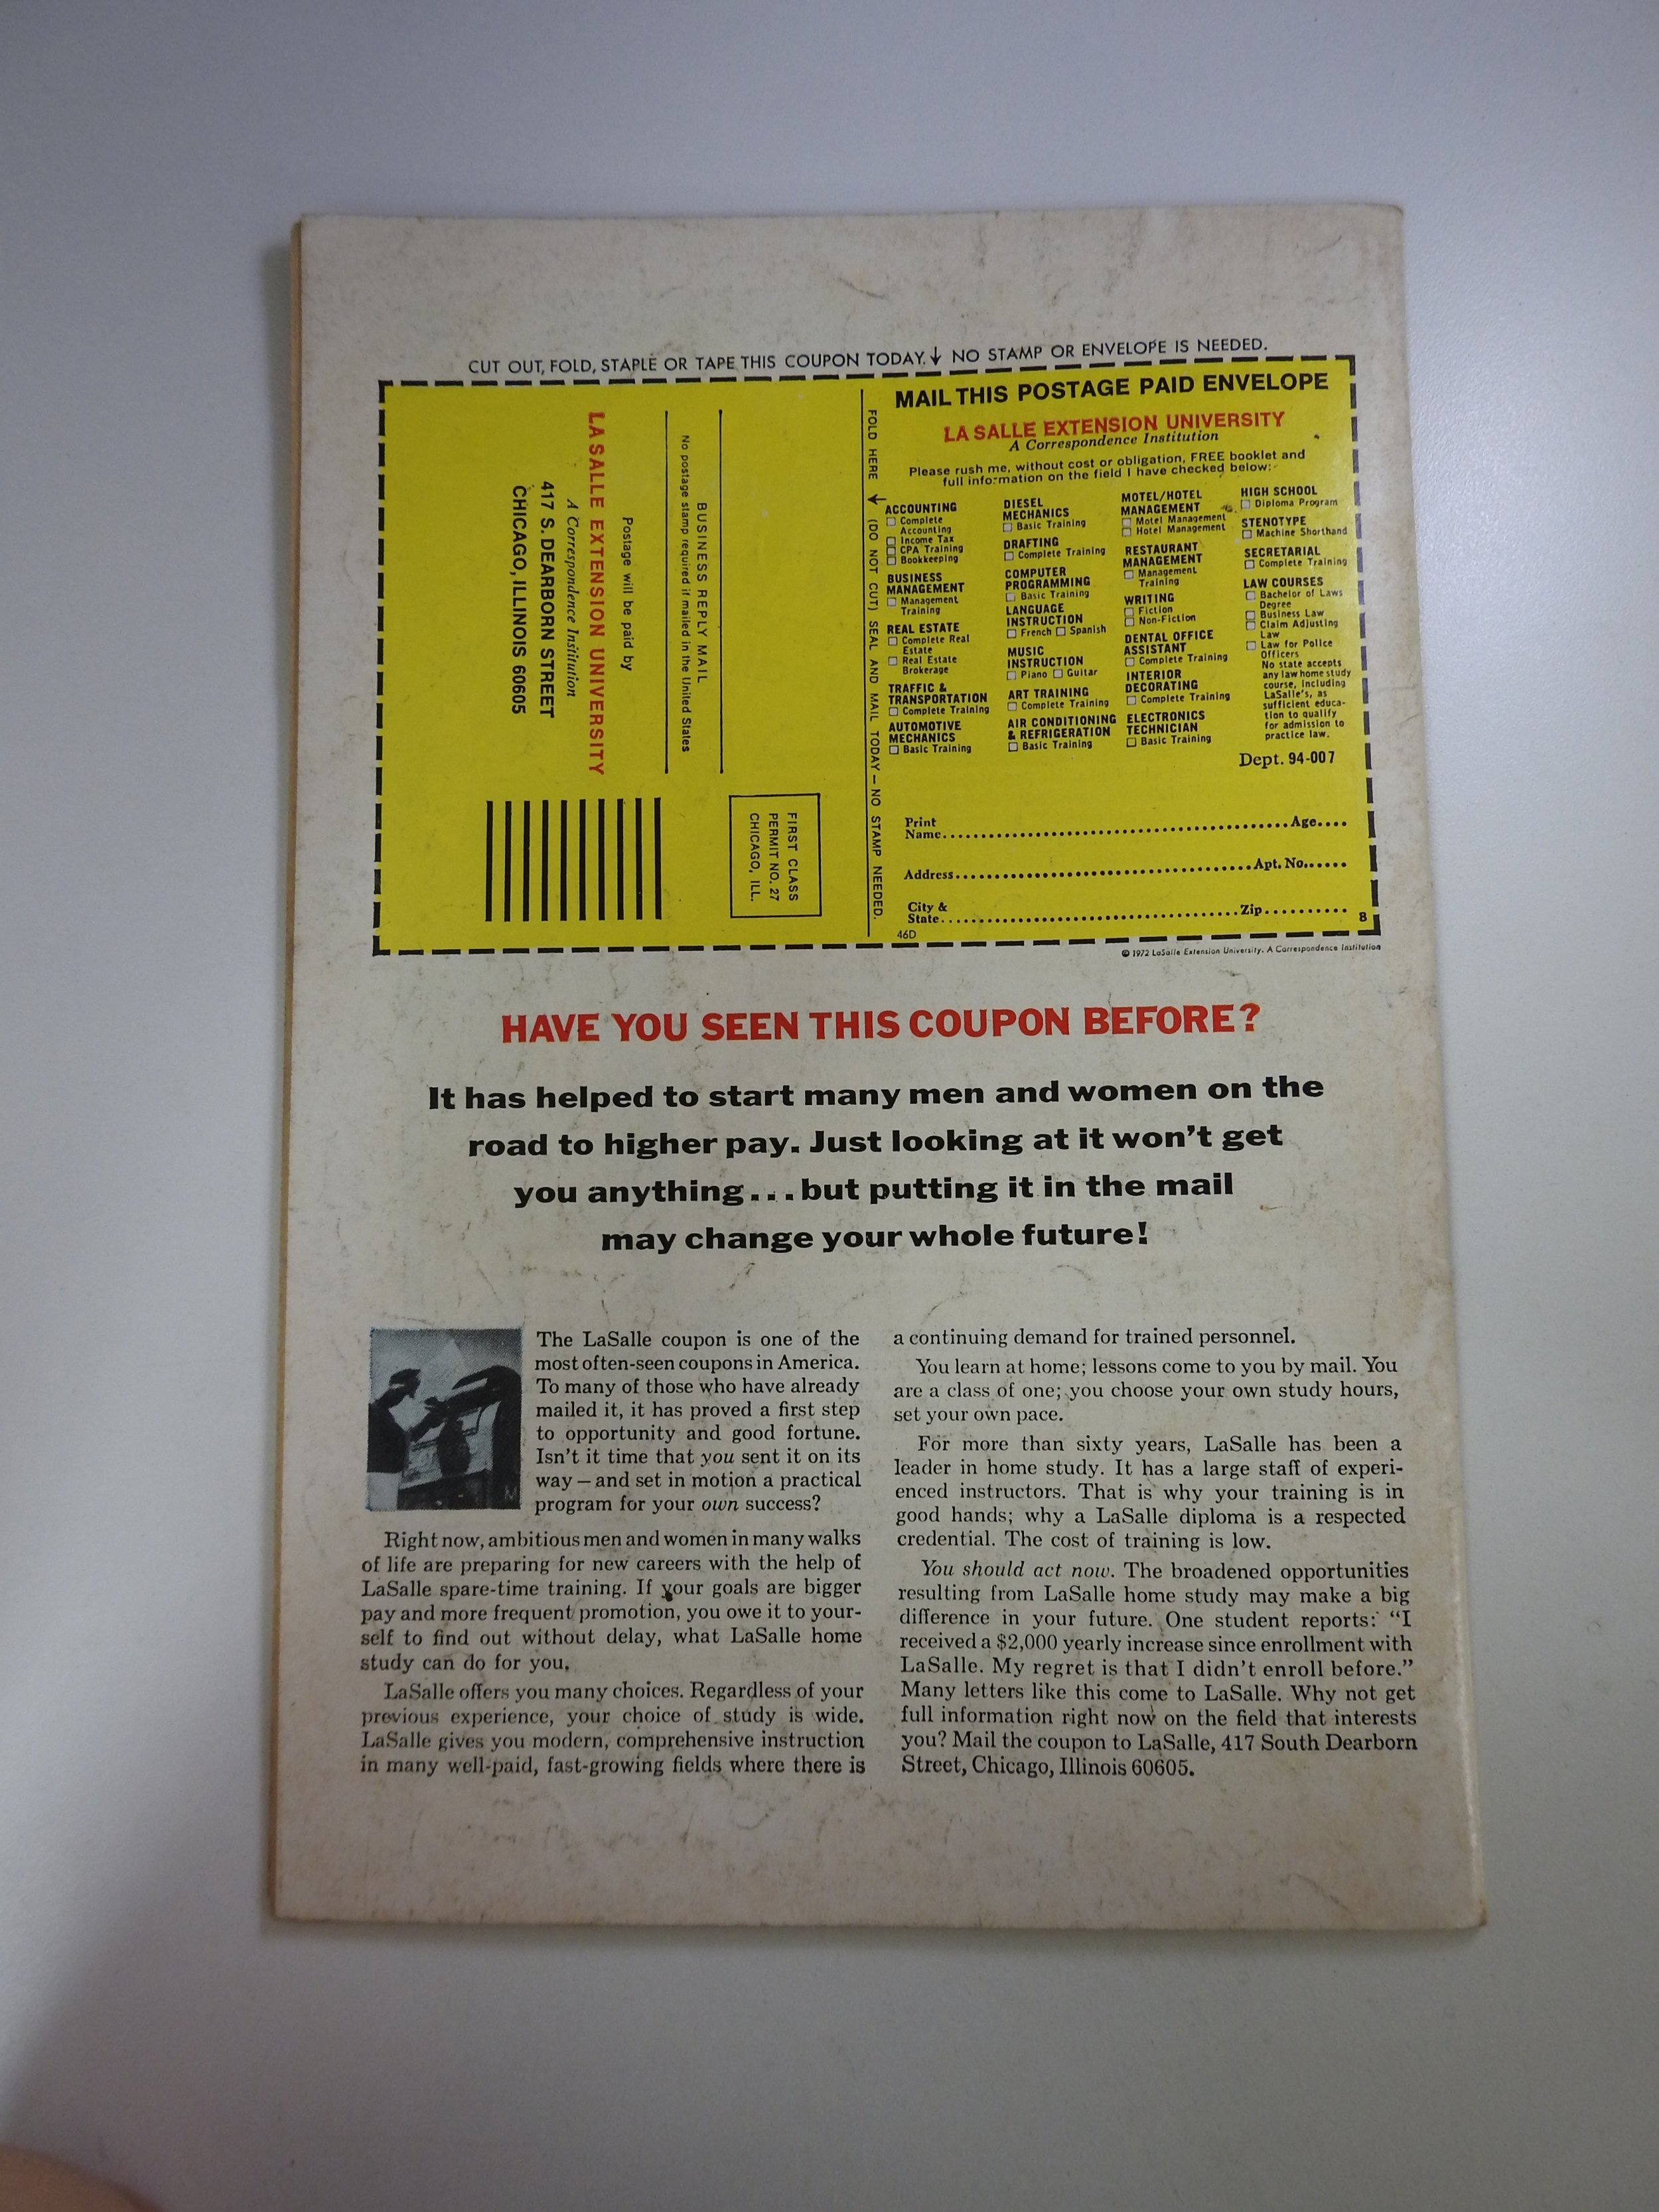 CUT OUT, FOLD, STAPLE OR TAPE THIS COUPON TODAY.↓ NO STAMP OR ENVELOPE IS NEEDED.
LA SALLE EXTENSION UNIVERSITY
A Correspondence Institution
417 S. DEARBORN STREET
CHICAGO, ILLINOIS 60605
Postage will be paid by
BUSINESS REPLY MAIL
No postage stamp required if mailed in the United States
FIRST CLASS
PERMIT NO. 27
CHICAGO, ILL.
FOLD HERE ↓ (DO NOT CUT) SEAL AND MAIL TODAY — NO STAMP NEEDED.
MAIL THIS POSTAGE PAID ENVELOPE
LA SALLE EXTENSION UNIVERSITY
A Correspondence Institution
Please rush me, without cost or obligation, FREE booklet and
full information on the field I have checked below:
ACCOUNTING
☐ Complete
Accounting
☐ Income Tax
☐ CPA Training
☐ Bookkeeping
BUSINESS
MANAGEMENT
☐ Management
Training
REAL ESTATE
☐ Complete Real
Estate
☐ Real Estate
Brokerage
TRAFFIC &
TRANSPORTATION
☐ Complete Training
AUTOMOTIVE
MECHANICS
☐ Basic Training
DIESEL
MECHANICS
☐ Basic Training
DRAFTING
☐ Complete Training
COMPUTER
PROGRAMMING
☐ Basic Training
LANGUAGE
INSTRUCTION
☐ French ☐ Spanish
MUSIC
INSTRUCTION
☐ Piano ☐ Guitar
ART TRAINING
☐ Complete Training
AIR CONDITIONING
& REFRIGERATION
☐ Basic Training
MOTEL/HOTEL
MANAGEMENT
☐ Motel Management
☐ Hotel Management
RESTAURANT
MANAGEMENT
☐ Management
Training
WRITING
☐ Fiction
☐ Non-Fiction
DENTAL OFFICE
ASSISTANT
☐ Complete Training
INTERIOR
DECORATING
☐ Complete Training
ELECTRONICS
TECHNICIAN
☐ Basic Training
HIGH SCHOOL
☐ Diploma Program
STENOTYPE
☐ Machine Shorthand
SECRETARIAL
☐ Complete Training
LAW COURSES
☐ Bachelor of Laws
Degree
☐ Business Law
☐ Claim Adjusting
Law
☐ Law for Police
Officers
No state accepts
any law home study
course, including
LaSalle's, as
sufficient educa-
tion to qualify
for admission to
practice law.
Dept. 94-007
Print
Name.....Age....
Address.....Apt. No......
City &
State.....Zip.......... 8
46D
© 1972 LaSalle Extension University. A Correspondence Institution
HAVE YOU SEEN THIS COUPON BEFORE?
It has helped to start many men and women on the
road to higher pay. Just looking at it won't get
you anything...but putting it in the mail
may change your whole future!
The LaSalle coupon is one of the
most often-seen coupons in America.
To many of those who have already
mailed it, it has proved a first step
to opportunity and good fortune.
Isn't it time that you sent it on its
way — and set in motion a practical
program for your own success?
Right now, ambitious men and women in many walks
of life are preparing for new careers with the help of
LaSalle spare-time training. If your goals are bigger
pay and more frequent promotion, you owe it to your-
self to find out without delay, what LaSalle home
study can do for you.
LaSalle offers you many choices. Regardless of your
previous experience, your choice of study is wide.
LaSalle gives you modern, comprehensive instruction
in many well-paid, fast-growing fields where there is
a continuing demand for trained personnel.
You learn at home; lessons come to you by mail. You
are a class of one; you choose your own study hours,
set your own pace.
For more than sixty years, LaSalle has been a
leader in home study. It has a large staff of experi-
enced instructors. That is why your training is in
good hands; why a LaSalle diploma is a respected
credential. The cost of training is low.
You should act now. The broadened opportunities
resulting from LaSalle home study may make a big
difference in your future. One student reports: "I
received a $2,000 yearly increase since enrollment with
LaSalle. My regret is that I didn't enroll before."
Many letters like this come to LaSalle. Why not get
full information right now on the field that interests
you? Mail the coupon to LaSalle, 417 South Dearborn
Street, Chicago, Illinois 60605.